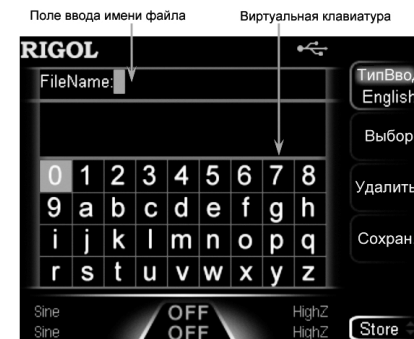 Поле ввода имени файла Виртуальная клавиатура
RIGOL
FileName:
ТипВвод
English
Выбор
Удалить
Сохран
0 1 2 3 4 5 6 7 8
9 a b c d e f g h
i j k l m n o p q
r s t u v w x y z
Sine OFF HighZ
Sine OFF HighZ
Store